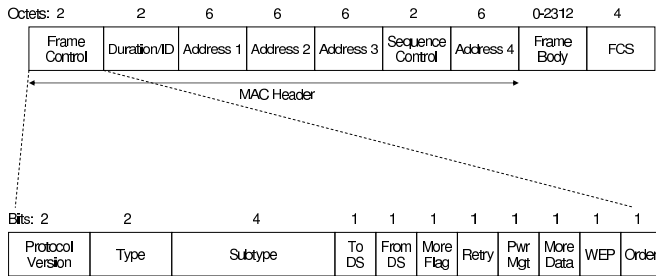 Octets: 2 2 6 6 6 2 6 0-2312 4
Frame Control Duration/ID Address 1 Address 2 Address 3 Sequence Control Address 4 Frame Body FCS
MAC Header
Bits: 2 2 4 1 1 1 1 1 1 1 1
Protocol Version Type Subtype To DS From DS More Flag Retry Pwr Mgt More Data WEP Order